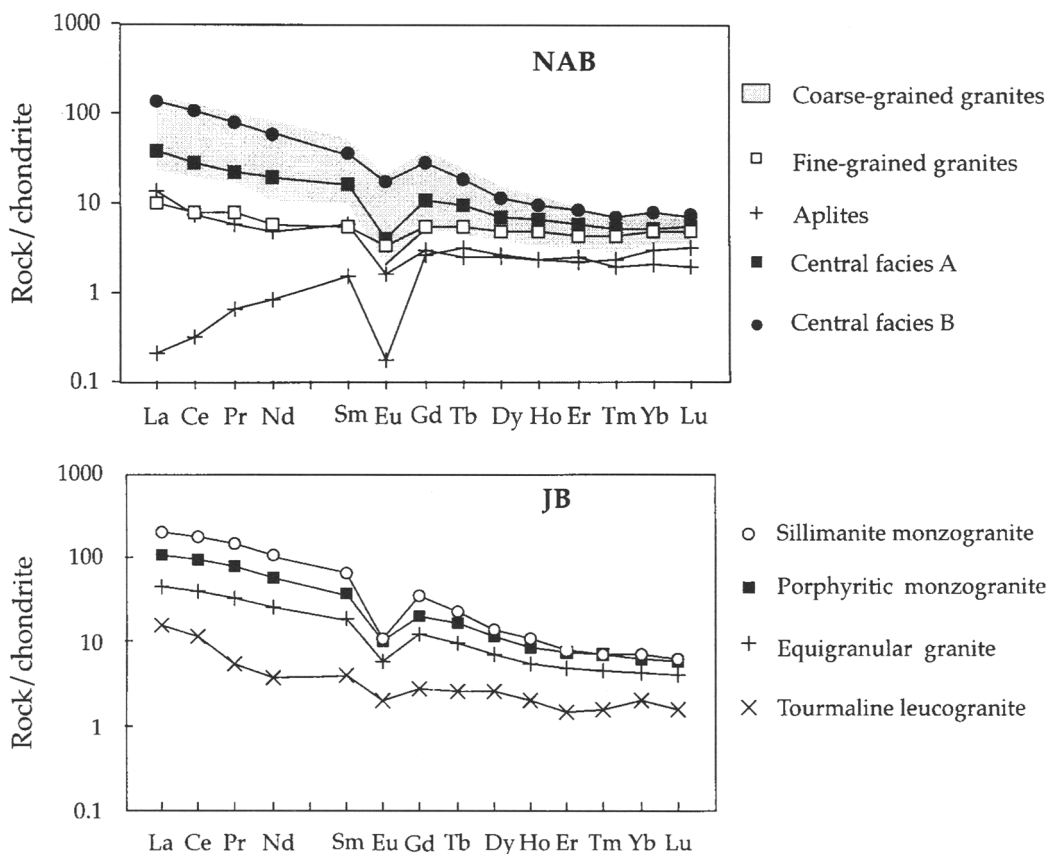 1000
100
10
1
0.1
Rock/ chondrite
NAB
La Ce Pr Nd Sm Eu Gd Tb Dy Ho Er Tm Yb Lu
Coarse-grained granites
Fine-grained granites
Aplites
Central facies A
Central facies B
1000
100
10
1
0.1
Rock/ chondrite
JB
La Ce Pr Nd Sm Eu Gd Tb Dy Ho Er Tm Yb Lu
Sillimanite monzogranite
Porphyritic monzogranite
Equigranular granite
Tourmaline leucogranite